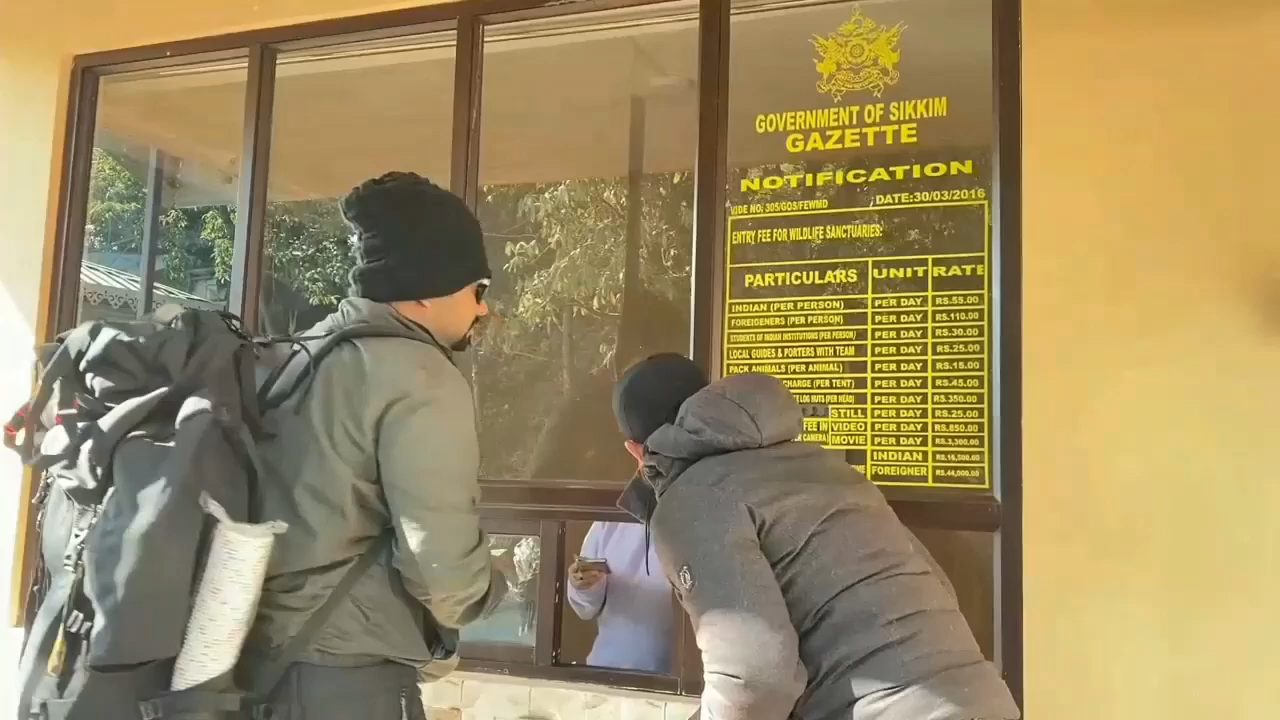 GOVERNMENT OF SIKKIM
GAZETTE
NOTIFICATION
VIDE NO: 305/GOS/FEWMD DATE:30/03/2016
ENTRY FEE FOR WILDLIFE SANCTUARIES:
PARTICULARS UNIT RATE
INDIAN (PER PERSON) PER DAY RS.55.00
FOREIGENERS (PER PERSON) PER DAY RS.110.00
STUDENTS OF INDIAN INSTITUTIONS (PER PERSON) PER DAY RS.30.00
LOCAL GUIDES & PORTERS WITH TEAM PER DAY RS.25.00
PACK ANIMALS (PER ANIMAL) PER DAY RS.15.00
CHARGE (PER TENT) PER DAY RS.45.00
LOG HUTS (PER HEAD) PER DAY RS.350.00
STILL PER DAY RS.25.00
FEE IN VIDEO PER DAY RS.850.00
CAMERA) MOVIE PER DAY RS.3,300.00
INDIAN RS.16,500.00
FOREIGNER RS.44,000.00